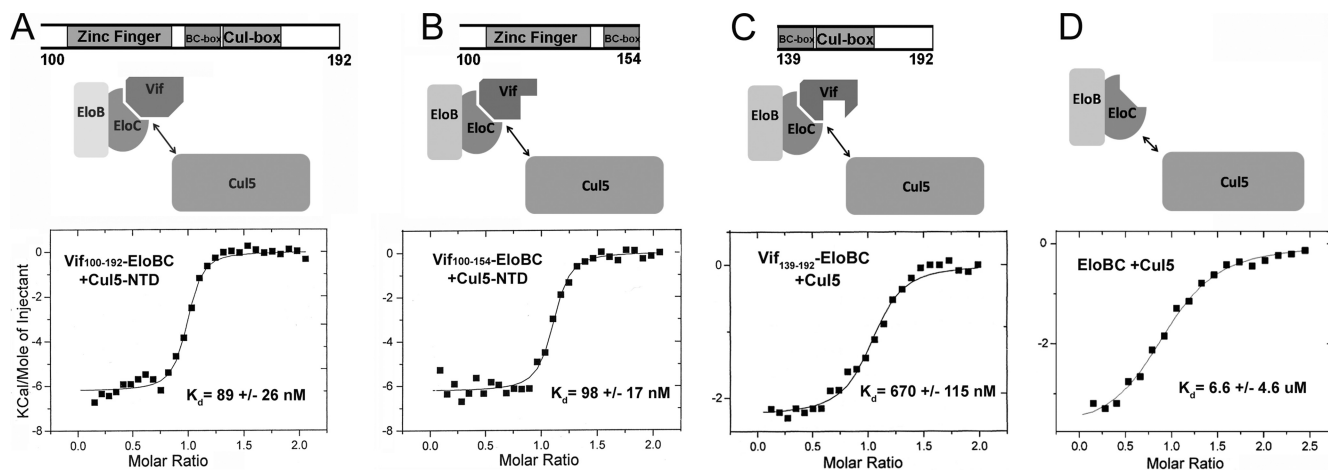 A
Zinc Finger
BC-box
Cul-box
100
192
EloB
EloC
Vif
Cul5
Vif100-192-EloBC
+Cul5-NTD
Kd= 89 +/- 26 nM
KCal/Mole of Injectant
0
-2
-4
-6
-8
0.0 0.5 1.0 1.5 2.0
Molar Ratio
B
Zinc Finger
BC-box
100
154
EloB
EloC
Vif
Cul5
Vif100-154-EloBC
+Cul5-NTD
Kd= 98 +/- 17 nM
0
-2
-4
-6
-8
0.0 0.5 1.0 1.5 2.0
Molar Ratio
C
BC-box
Cul-box
139
192
EloB
EloC
Vif
Cul5
Vif139-192-EloBC
+Cul5
Kd= 670 +/- 115 nM
0
-2
0.0 0.5 1.0 1.5 2.0
Molar Ratio
D
EloB
EloC
Cul5
EloBC +Cul5
Kd= 6.6 +/- 4.6 uM
0
-2
0.0 0.5 1.0 1.5 2.0 2.5
Molar Ratio